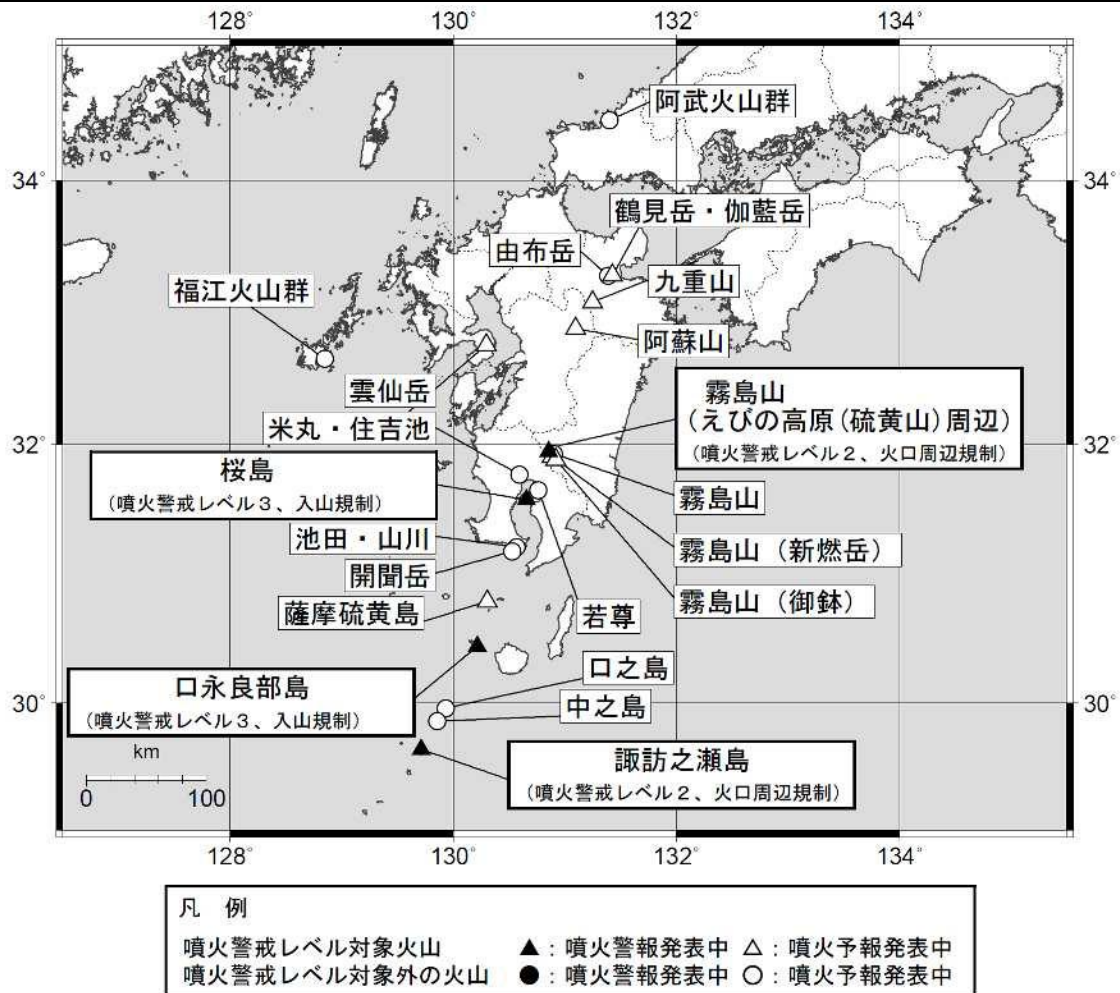 128°
130°
132°
134°
阿武火山群
34°
34°
鶴見岳・伽藍岳
由布岳
九重山
福江火山群
阿蘇山
雲仙岳
霧島山
(えびの高原(硫黄山)周辺)
(噴火警戒レベル2、火口周辺規制)
米丸・住吉池
32°
32°
桜島
(噴火警戒レベル3、入山規制)
霧島山
池田・山川
霧島山(新燃岳)
開聞岳
霧島山(御鉢)
薩摩硫黄島
若尊
口之島
口永良部島
(噴火警戒レベル3、入山規制)
30°
30°
中之島
km
0
100
諏訪之瀬島
(噴火警戒レベル2、火口周辺規制)
128°
130°
132°
134°
凡 例
噴火警戒レベル対象火山 ▲:噴火警報発表中 △:噴火予報発表中
噴火警戒レベル対象外の火山 ●:噴火警報発表中 ○:噴火予報発表中